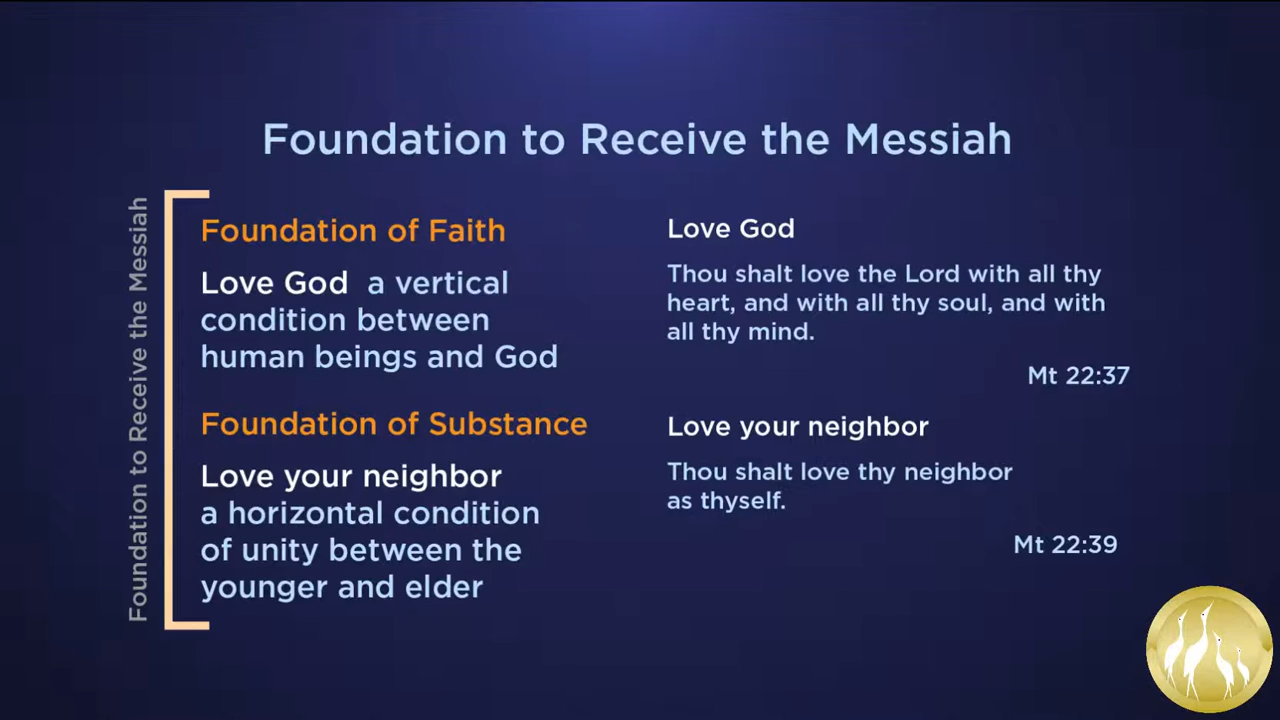 Foundation to Receive the Messiah
Foundation to Receive the Messiah
Foundation of Faith
Love God a vertical
condition between
human beings and God
Foundation of Substance
Love your neighbor
a horizontal condition
of unity between the
younger and elder
Love God
Thou shalt love the Lord with all thy
heart, and with all thy soul, and with
all thy mind.
Mt 22:37
Love your neighbor
Thou shalt love thy neighbor
as thyself.
Mt 22:39